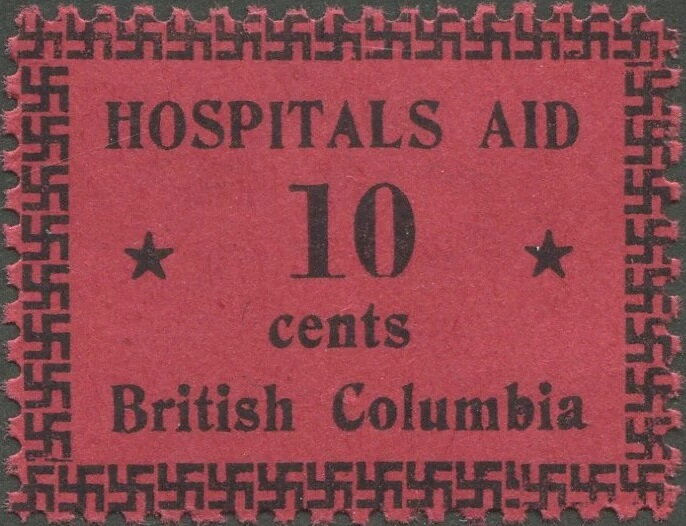 HOSPITALS AID
10
cents
British Columbia